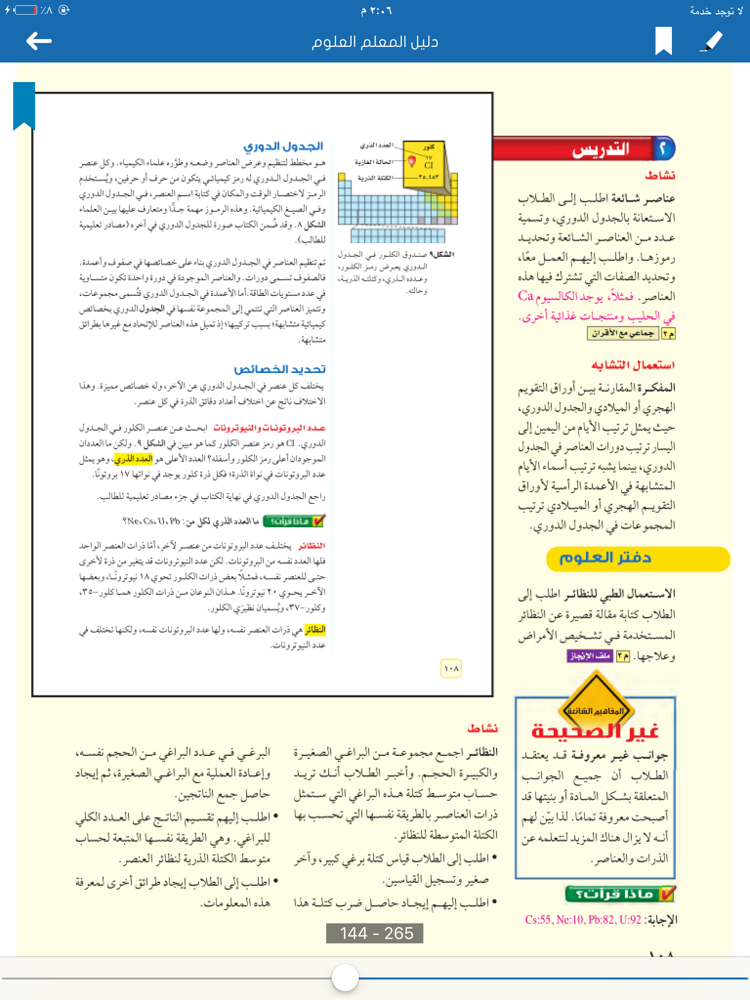 لا توجد خدمة
٢:٠٦ م
٪٨
دليل المعلم العلوم
٢ التدريس
نشاط
عناصر شائعة اطلب إلى الطلاب
الاستعانة بالجدول الدوري، وتسمية
عدد من العناصر الشائعة وتحديد
رموزها. واطلب إليهم العمل معًا،
وتحديد الصفات التي تشترك فيها هذه
العناصر. فمثلاً، يوجد الكالسيوم Ca
في الحليب ومنتجات غذائية أخرى.
م ٢ جماعي مع الأقران
استعمال التشابه
المفكرة المقارنة بين أوراق التقويم
الهجري أو الميلادي والجدول الدوري،
حيث يمثل ترتيب الأيام من اليمين إلى
اليسار ترتيب دورات العناصر في الجدول
الدوري، بينما يشبه ترتيب أسماء الأيام
المتشابهة في الأعمدة الرأسية لأوراق
التقويم الهجري أو الميلادي ترتيب
المجموعات في الجدول الدوري.
دفتر العلوم
الاستعمال الطبي للنظائر اطلب إلى
الطلاب كتابة مقالة قصيرة عن النظائر
المستخدمة في تشخيص الأمراض
وعلاجها. م ٣ ملف الإنجاز
المفاهيم الشائعة
غير الصحيحة
جوانب غير معروفة قد يعتقد
الطلاب أن جميع الجوانب
المتعلقة بشكل المادة أو بنيتها قد
أصبحت معروفة تمامًا. لذا بيّن لهم
أنه لا يزال هناك المزيد لنتعلمه عن
الذرات والعناصر.
ماذا قرأت؟
الإجابة: Cs:55, Ne:10, Pb:82, U:92
كلور
١٧
Cl
٣٥,٤٥٣
العدد الذري
الحالة الغازية
الكتلة الذرية
الشكل٩ صندوق الكلور في الجدول
الدوري يعرض رمز الكلور،
وعدده الذري، وكتلته الذرية،
وحالته.
الجدول الدوري
هو مخطط لتنظيم وعرض العناصر وضعه وطوَّره علماء الكيمياء. وكل عنصر
في الجدول الدوري له رمز كيميائي يتكون من حرف أو حرفين، ويُستخدم
الرمز لاختصار الوقت والمكان في كتابة اسم العنصر، في الجدول الدوري
وفي الصيغ الكيميائية. وهذه الرموز مهمة جدًّا ومتعارف عليها بين العلماء
الشكل ٨. وقد ضُمن الكتاب صورة للجدول الدوري في آخره (مصادر تعليمية
للطالب).
تم تنظيم العناصر في الجدول الدوري بناء على خصائصها في صفوف وأعمدة.
فالصفوف تسمى دورات. والعناصر الموجودة في دورة واحدة تكون متساوية
في عدد مستويات الطاقة.أما الأعمدة في الجدول الدوري فتُسمى مجموعات،
وتتميز العناصر التي تنتمي إلى المجموعة نفسها في الجدول الدوري بخصائص
كيميائية متشابهة؛ بسبب تركيبها؛ إذ تميل هذه العناصر للإتحاد مع غيرها بطرائق
متشابهة.
تحديد الخصائص
يختلف كل عنصر في الجدول الدوري عن الآخر، وله خصائص مميزة. وهذا
الاختلاف ناتج عن اختلاف أعداد دقائق الذرة في كل عنصر.
عدد البروتونات والنيوترونات ابحث عن عنصر الكلور في الجدول
الدوري. Cl هو رمز عنصر الكلور كما هو مبين في الشكل ٩. ولكن ما العددان
الموجودان أعلى رمز الكلور وأسفله؟ العدد الأعلى هو العدد الذري، وهو يمثل
عدد البروتونات في نواة الذرة؛ فكل ذرة كلور يوجد في نواتها ١٧ بروتونًا.
راجع الجدول الدوري في نهاية الكتاب في جزء مصادر تعليمية للطالب.
ماذا قرأت؟ ما العدد الذري لكل من: Ne، Cs، U، Pb؟
النظائر يختلف عدد البروتونات من عنصر لآخر، أمّا ذرات العنصر الواحد
فلها العدد نفسه من البروتونات. لكن عدد النيوترونات قد يتغير من ذرة لأخرى
حتى للعنصر نفسه، فمثلًا بعض ذرات الكلور تحوي ١٨ نيوترونًا، وبعضها
الآخر يحوي ٢٠ نيوترونًا. هذان النوعان من ذرات الكلور هما كلور-٣٥،
وكلور-٣٧، ويُسميان نظيرَي الكلور.
النظائر هي ذرات العنصر نفسه، ولها عدد البروتونات نفسه، ولكنها تختلف في
عدد النيوترونات.
١٠٨
نشاط
النظائر اجمع مجموعة من البراغي الصغيرة
والكبيرة الحجم. وأخبر الطلاب أنك تريد
حساب متوسط كتلة هذه البراغي التي ستمثل
ذرات العناصر بالطريقة نفسها التي تحسب بها
الكتلة المتوسطة للنظائر.
• اطلب إلى الطلاب قياس كتلة برغي كبير، وآخر
صغير وتسجيل القياسين.
• اطلب إليهم إيجاد حاصل ضرب كتلة هذا
البرغي في عدد البراغي من الحجم نفسه،
وإعادة العملية مع البراغي الصغيرة، ثم إيجاد
حاصل جمع الناتجين.
• اطلب إليهم تقسيم الناتج على العدد الكلي
للبراغي. وهي الطريقة نفسها المتبعة لحساب
متوسط الكتلة الذرية لنظائر العنصر.
• اطلب إلى الطلاب إيجاد طرائق أخرى لمعرفة
هذه المعلومات.
144 - 265
١٠٨